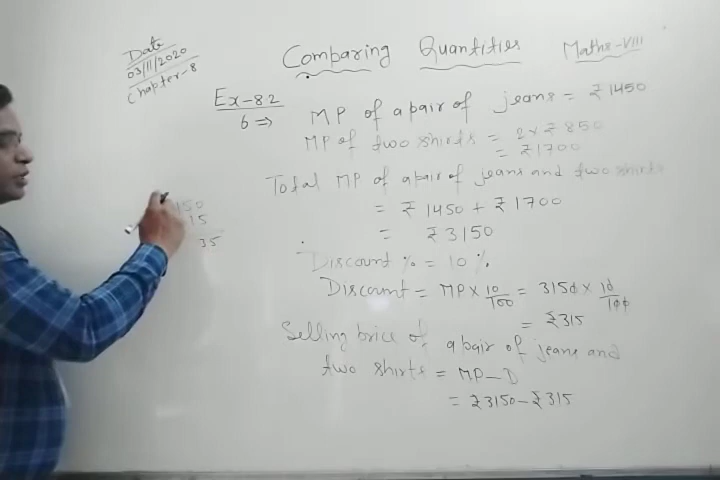 Date
03/11/2020
Chapter-8
Comparing Quantities
Maths-VIII
Ex-8.2
6 ⇒ MP of a pair of jeans = ₹1450
MP of two shirts = 2 × ₹850
= ₹1700
Total MP of a pair of jeans and two shirts
= ₹1450 + ₹1700
= ₹3150
Discount % = 10 %
Discount = MP × 10/100 = 3150 × 10/100
= ₹315
Selling price of a pair of jeans and
two shirts = MP – D
= ₹3150 – ₹315
150
15
35